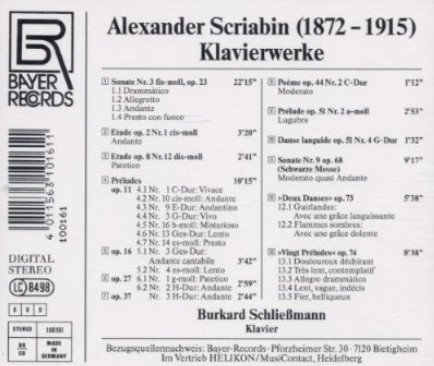 Alexander Scriabin (1872 – 1915)
Klavierwerke
BAYER
RECORDS
4 011563 101611
100161
DIGITAL
STEREO
LC 8498
1 Sonate Nr. 3 fis-moll, op. 23 22'15"
1.1 Drammatico
1.2 Allegretto
1.3 Andante
1.4 Presto con fuoco
2 Etude op. 2 Nr. 1 cis-moll 3'20"
Andante
3 Etude op. 8 Nr. 12 dis-moll 2'41"
Patetico
4 Préludes 10'15"
op. 11 4.1 Nr. 1 C-Dur: Vivace
4.2 Nr. 10 cis-moll: Andante
4.3 Nr. 9 E-Dur: Andantino
4.4 Nr. 3 G-Dur: Vivo
4.5 Nr. 16 b-moll: Misterioso
4.6 Nr. 13 Ges-Dur: Lento
4.7 Nr. 14 es-moll: Presto
5 op. 16 5.1 Nr. 3 Ges-Dur:
Andante cantabile 3'42"
5.2 Nr. 4 es-moll: Lento
6 op. 27 6.1 Nr. 1 g-moll: Patetico
6.2 Nr. 2 H-Dur: Andante 2'59"
7 op. 37 Nr. 3 H-Dur: Andante 2'44"
8 Poème op. 44 Nr. 2 C-Dur 1'12"
Moderato
9 Prélude op. 51 Nr. 2 a-moll 2'53"
Lugubre
10 Danse languide op. 51 Nr. 4 G-Dur 1'32"
11 Sonate Nr. 9 op. 68 9'17"
(Schwarze Messe)
Moderato quasi Andante
12 »Deux Danses« op. 73 5'38"
12.1 Guirlandes:
Avec une grâce languissante
12.2 Flammes sombres:
Avec une grâce dolente
13 »Vingt Préludes« op. 74 8'38"
13.1 Douloureux déchirant
13.2 Très lent, contemplatif
13.3 Allegro drammatico
13.4 Lent, vague, indécis
13.5 Fier, belliqueux
Burkard Schließmann
Klavier
STEREO
100161
MADE IN
GERMANY
Bezugsquellennachweis: Bayer-Records · Pforzheimer Str. 30 · 7120 Bietigheim
Im Vertrieb HELIKON/MusiContact, Heidelberg